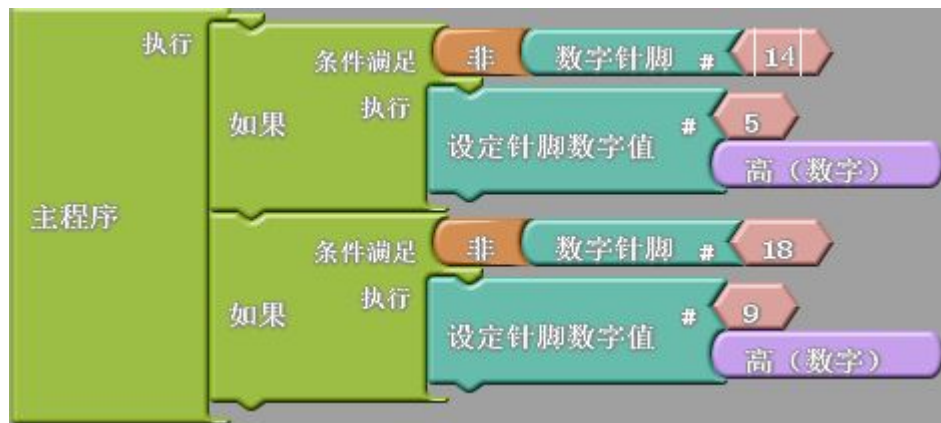 执行
条件满足 非 数字针脚 # 14
如果 执行
设定针脚数字值 # 5
高（数字）
主程序
条件满足 非 数字针脚 # 18
如果 执行
设定针脚数字值 # 9
高（数字）